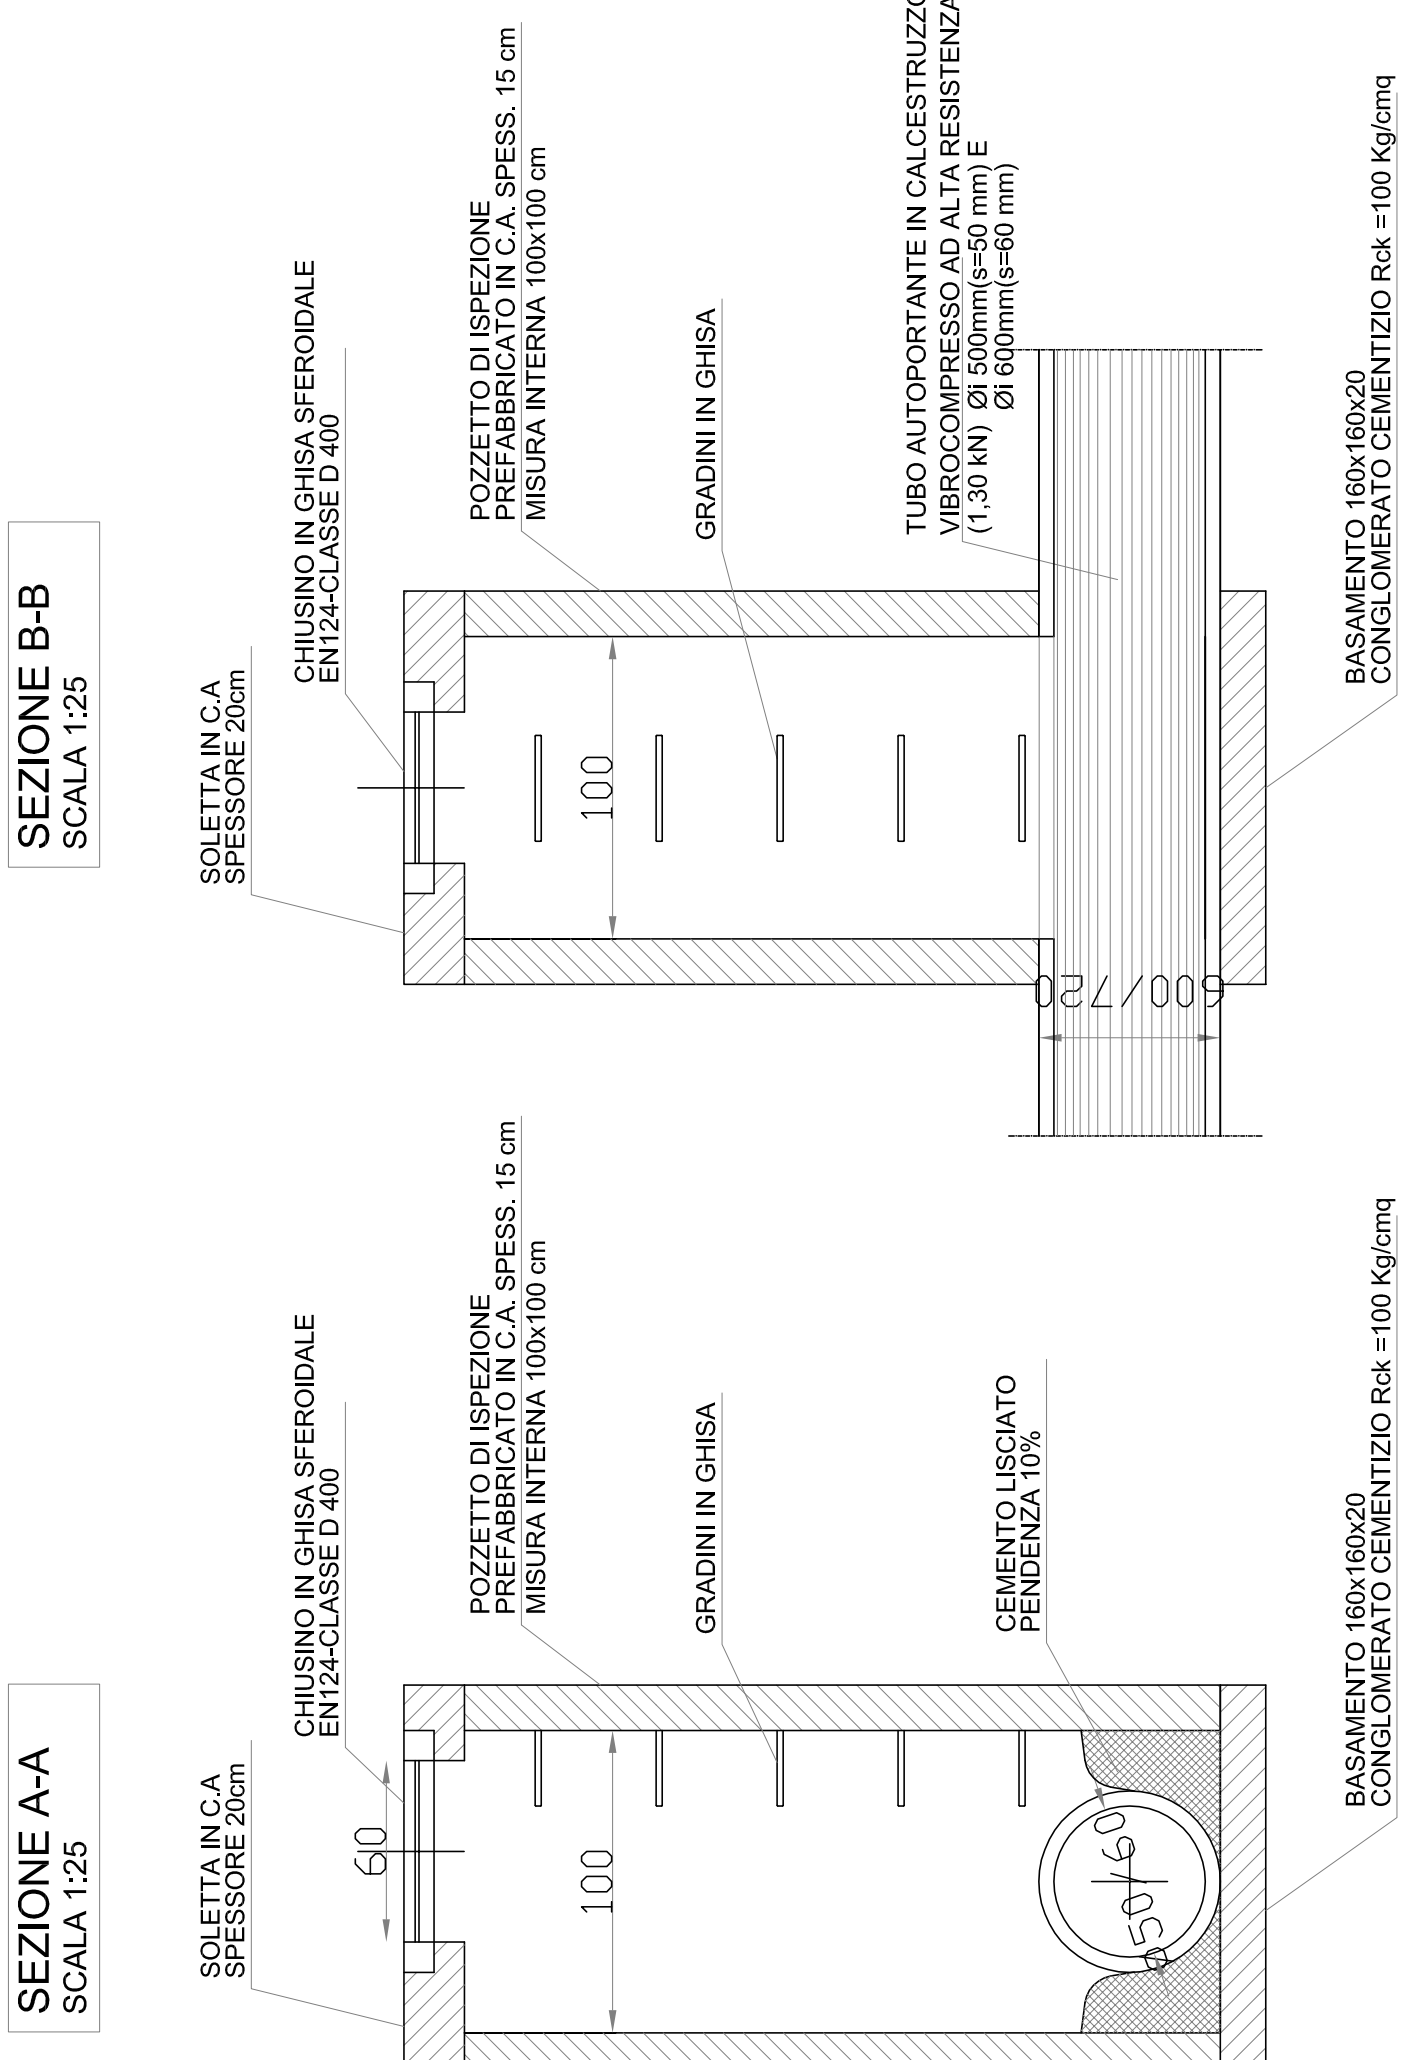 SEZIONE A-A
SCALA 1:25
SOLETTA IN C.A
SPESSORE 20cm
CHIUSINO IN GHISA SFEROIDALE
EN124-CLASSE D 400
60
POZZETTO DI ISPEZIONE
PREFABBRICATO IN C.A. SPESS. 15 cm
MISURA INTERNA 100x100 cm
100
GRADINI IN GHISA
CEMENTO LISCIATO
PENDENZA 10%
ø50/60
BASAMENTO 160x160x20
CONGLOMERATO CEMENTIZIO Rck =100 Kg/cmq
SEZIONE B-B
SCALA 1:25
SOLETTA IN C.A
SPESSORE 20cm
CHIUSINO IN GHISA SFEROIDALE
EN124-CLASSE D 400
POZZETTO DI ISPEZIONE
PREFABBRICATO IN C.A. SPESS. 15 cm
MISURA INTERNA 100x100 cm
100
GRADINI IN GHISA
TUBO AUTOPORTANTE IN CALCESTRUZZO
VIBROCOMPRESSO AD ALTA RESISTENZA
(1,30 kN) Øi 500mm(s=50 mm) E
Øi 600mm(s=60 mm)
600/720
BASAMENTO 160x160x20
CONGLOMERATO CEMENTIZIO Rck =100 Kg/cmq